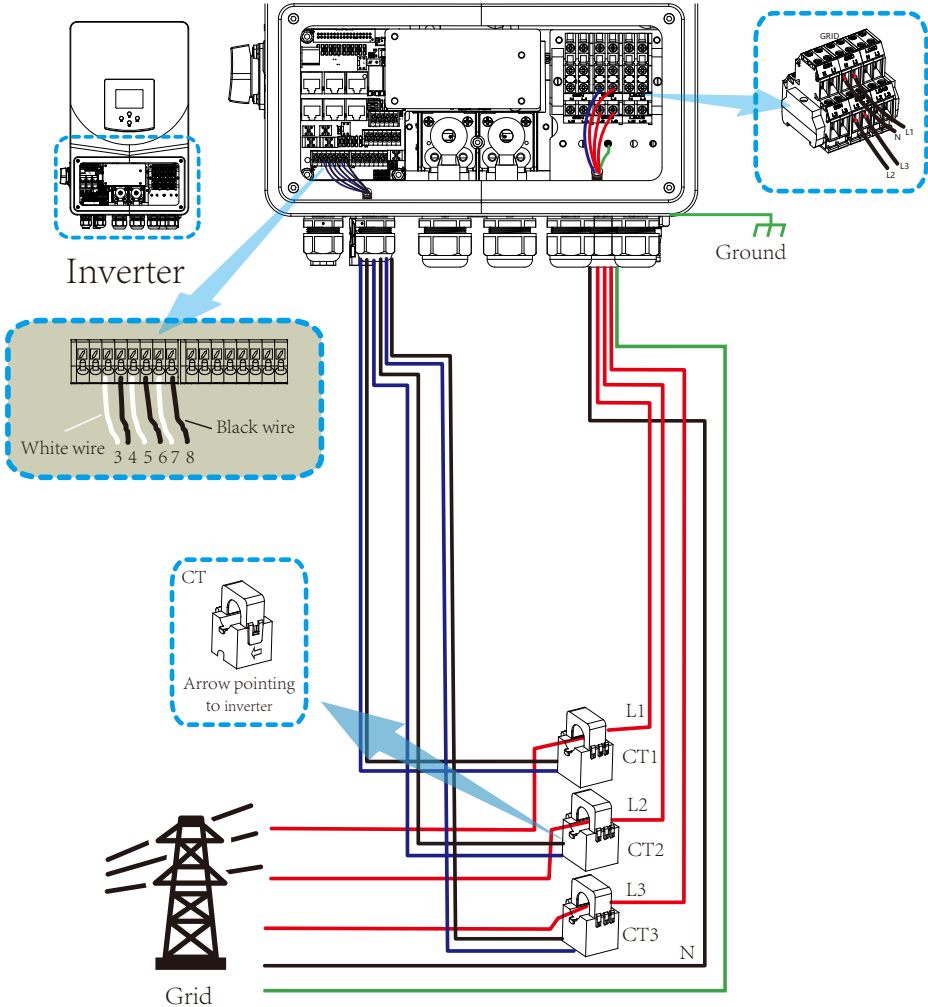 GRID
L1
N
L3
L2
Ground
Inverter
White wire
3 4 5 6 7 8
Black wire
CT
Arrow pointing
to inverter
L1
CT1
L2
CT2
L3
CT3
N
Grid